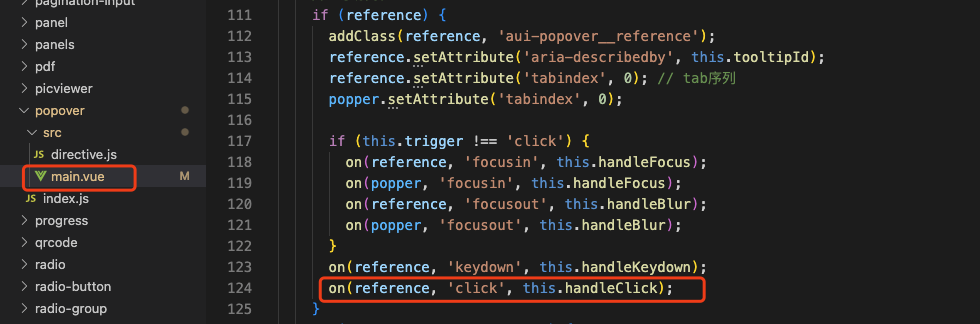 pagination-input
panel
panels
pdf
picviewer
popover
src
JS directive.js
main.vue M
JS index.js
progress
qrcode
radio
radio-button
radio-group
111 if (reference) {
112 addClass(reference, 'aui-popover__reference');
113 reference.setAttribute('aria-describedby', this.tooltipId);
114 reference.setAttribute('tabindex', 0); // tab序列
115 popper.setAttribute('tabindex', 0);
116
117 if (this.trigger !== 'click') {
118 on(reference, 'focusin', this.handleFocus);
119 on(popper, 'focusin', this.handleFocus);
120 on(reference, 'focusout', this.handleBlur);
121 on(popper, 'focusout', this.handleBlur);
122 }
123 on(reference, 'keydown', this.handleKeydown);
124 on(reference, 'click', this.handleClick);
125 }